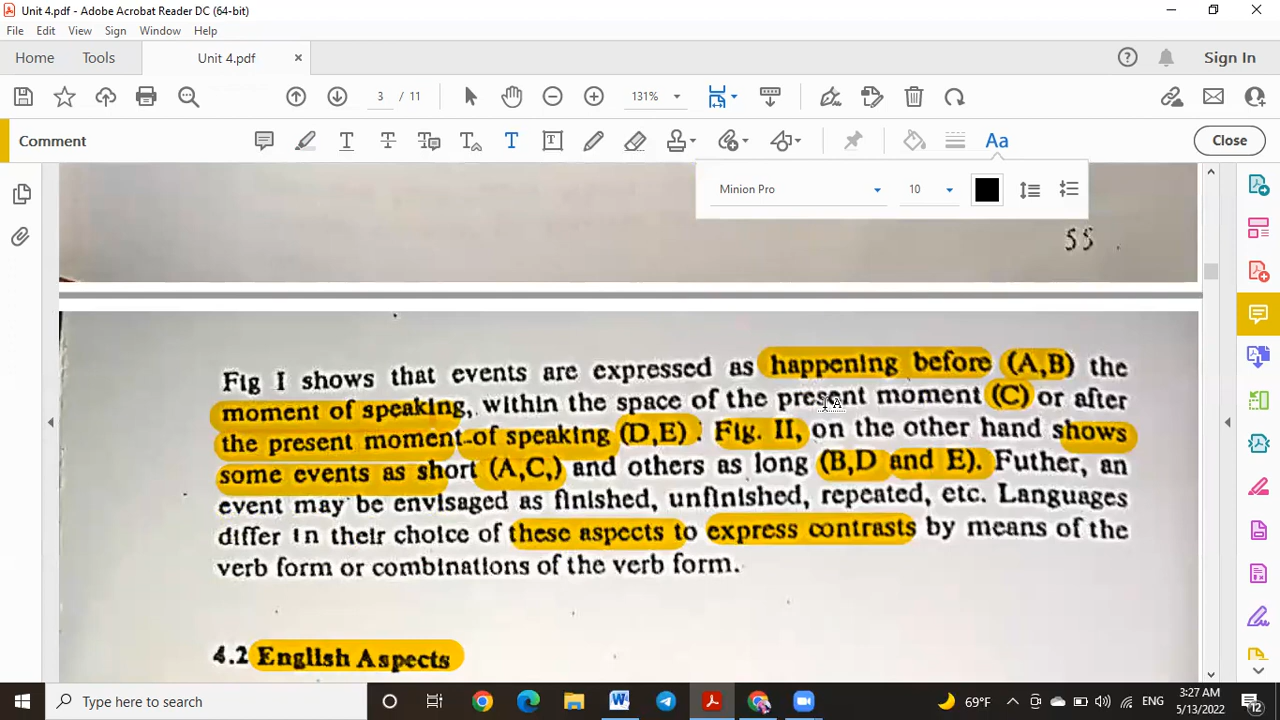 Unit 4.pdf - Adobe Acrobat Reader DC (64-bit)
File Edit View Sign Window Help
Home Tools Unit 4.pdf Sign In
3 / 11 131%
Comment Close
Minion Pro 10
55
Fig I shows that events are expressed as happening before (A,B) the
moment of speaking, within the space of the present moment (C) or after
the present moment of speaking (D,E). Fig. II, on the other hand shows
some events as short (A,C,) and others as long (B,D and E). Futher, an
event may be envisaged as finished, unfinished, repeated, etc. Languages
differ in their choice of these aspects to express contrasts by means of the
verb form or combinations of the verb form.
4.2 English Aspects
Type here to search
69°F ENG 3:27 AM
5/13/2022 12